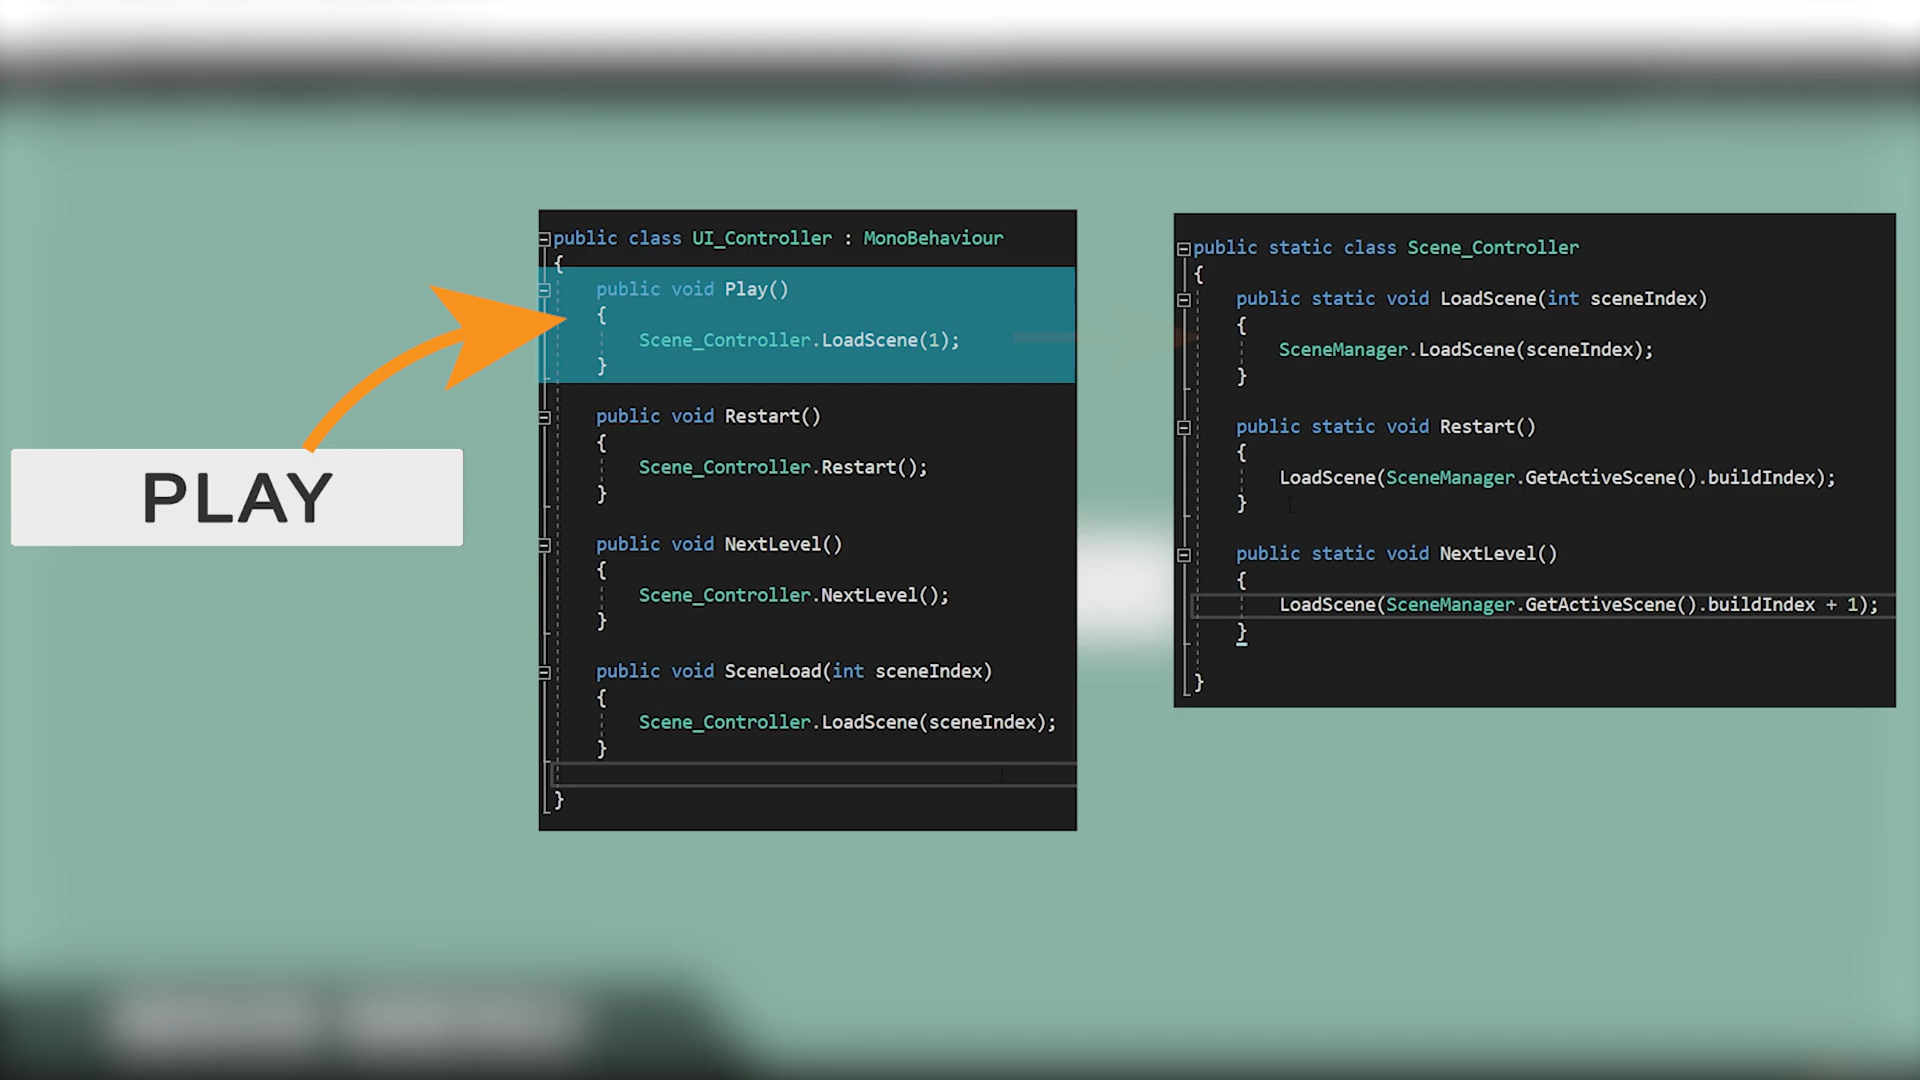 PLAY
public class UI_Controller : MonoBehaviour
{
public void Play()
{
Scene_Controller.LoadScene(1);
}
public void Restart()
{
Scene_Controller.Restart();
}
public void NextLevel()
{
Scene_Controller.NextLevel();
}
public void SceneLoad(int sceneIndex)
{
Scene_Controller.LoadScene(sceneIndex);
}
}
public static class Scene_Controller
{
public static void LoadScene(int sceneIndex)
{
SceneManager.LoadScene(sceneIndex);
}
public static void Restart()
{
LoadScene(SceneManager.GetActiveScene().buildIndex);
}
public static void NextLevel()
{
LoadScene(SceneManager.GetActiveScene().buildIndex + 1);
}
}